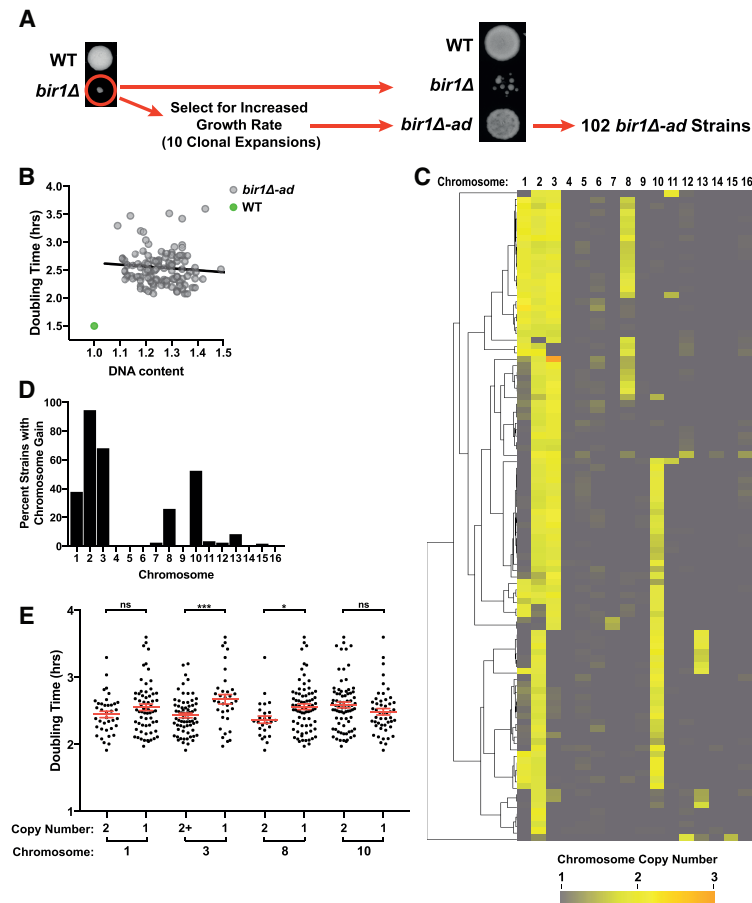 A
WT
bir1Δ
Select for Increased
Growth Rate
(10 Clonal Expansions)
WT
bir1Δ
bir1Δ-ad
102 bir1Δ-ad Strains
B
Doubling Time (hrs)
4.0
3.5
3.0
2.5
2.0
1.5
1.0 1.1 1.2 1.3 1.4 1.5
DNA content
bir1Δ-ad
WT
C
Chromosome: 1 2 3 4 5 6 7 8 9 10 11 12 13 14 15 16
D
Percent Strains with
Chromosome Gain
100
80
60
40
20
0
1 2 3 4 5 6 7 8 9 10 11 12 13 14 15 16
Chromosome
E
Doubling Time (hrs)
4
3
2
1
ns *** * ns
Copy Number: 2 1 2+ 1 2 1 2 1
Chromosome: 1 3 8 10
Chromosome Copy Number
1 2 3